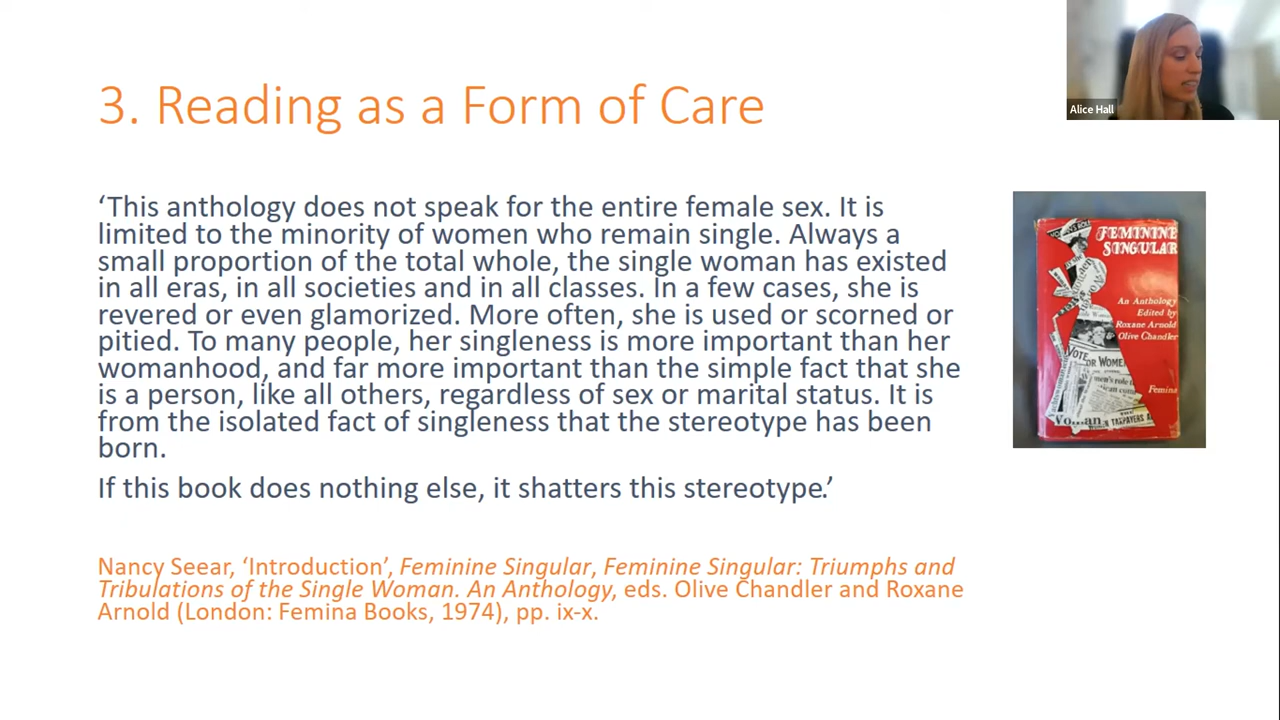 3. Reading as a Form of Care
Alice Hall
‘This anthology does not speak for the entire female sex. It is
limited to the minority of women who remain single. Always a
small proportion of the total whole, the single woman has existed
in all eras, in all societies and in all classes. In a few cases, she is
revered or even glamorized. More often, she is used or scorned or
pitied. To many people, her singleness is more important than her
womanhood, and far more important than the simple fact that she
is a person, like all others, regardless of sex or marital status. It is
from the isolated fact of singleness that the stereotype has been
born.
If this book does nothing else, it shatters this stereotype.’
Nancy Seear, ‘Introduction’, Feminine Singular, Feminine Singular: Triumphs and
Tribulations of the Single Woman. An Anthology, eds. Olive Chandler and Roxane
Arnold (London: Femina Books, 1974), pp. ix-x.
FEMININE
SINGULAR
An Anthology
Edited by
Roxane Arnold
Olive Chandler
VOTE
FOR WOMEN
men's role
Femina